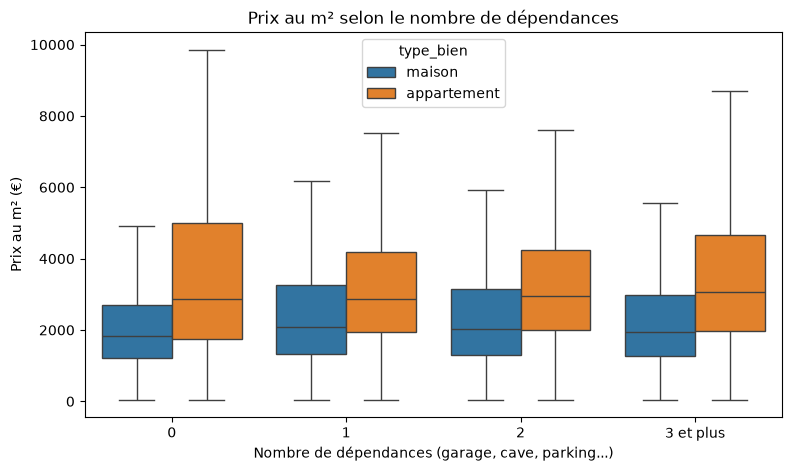 Prix au m² selon le nombre de dépendances
type_bien
maison
appartement
Prix au m² (€)
10000
8000
6000
4000
2000
0
0 1 2 3 et plus
Nombre de dépendances (garage, cave, parking...)